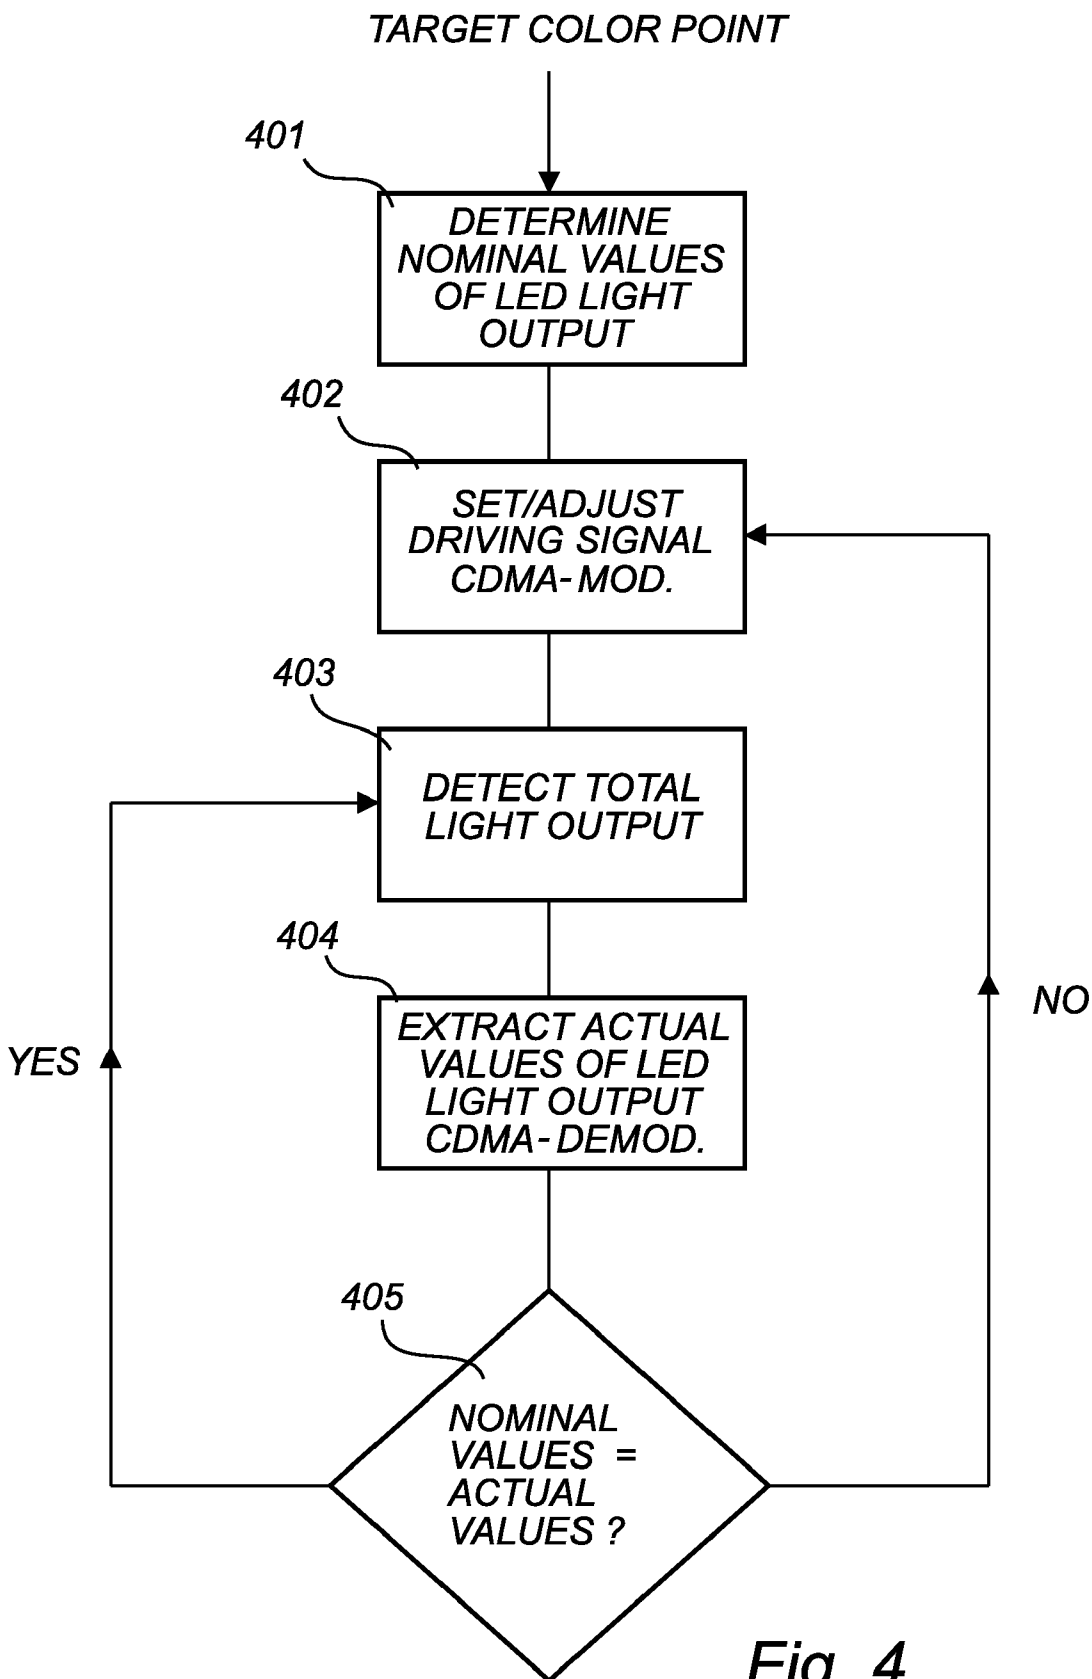 TARGET COLOR POINT
401
DETERMINE
NOMINAL VALUES
OF LED LIGHT
OUTPUT
402
SET/ADJUST
DRIVING SIGNAL
CDMA-MOD.
403
DETECT TOTAL
LIGHT OUTPUT
404
EXTRACT ACTUAL
VALUES OF LED
LIGHT OUTPUT
CDMA-DEMOD.
YES
NO
405
NOMINAL
VALUES =
ACTUAL
VALUES ?
Fig. 4